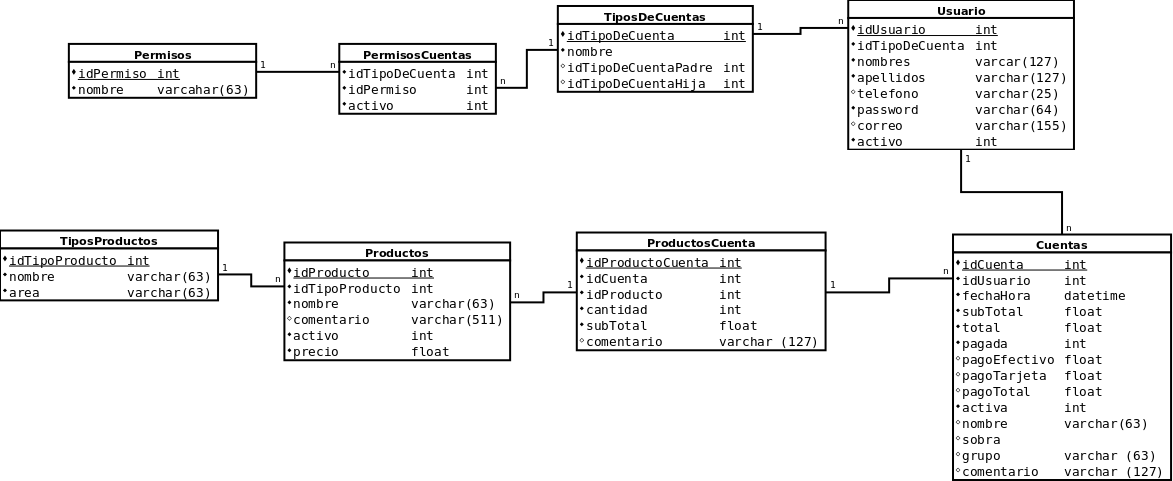 Permisos
idPermiso int
nombre varcahar(63)
1 n
PermisosCuentas
idTipoDeCuenta int
idPermiso int
activo int
1
n
TiposDeCuentas
idTipoDeCuenta int
nombre
idTipoDeCuentaPadre int
idTipoDeCuentaHija int
1 n
Usuario
idUsuario int
idTipoDeCuenta int
nombres varcar(127)
apellidos varchar(127)
telefono varchar(25)
password varchar(64)
correo varchar(155)
activo int
1
n
TiposProductos
idTipoProducto int
nombre varchar(63)
area varchar(63)
1
n
Productos
idProducto int
idTipoProducto int
nombre varchar(63)
comentario varchar(511)
activo int
precio float
1
n
ProductosCuenta
idProductoCuenta int
idCuenta int
idProducto int
cantidad int
subTotal float
comentario varchar (127)
1
n
Cuentas
idCuenta int
idUsuario int
fechaHora datetime
subTotal float
total float
pagada int
pagoEfectivo float
pagoTarjeta float
pagoTotal float
activa int
nombre varchar(63)
sobra
grupo varchar (63)
comentario varchar (127)